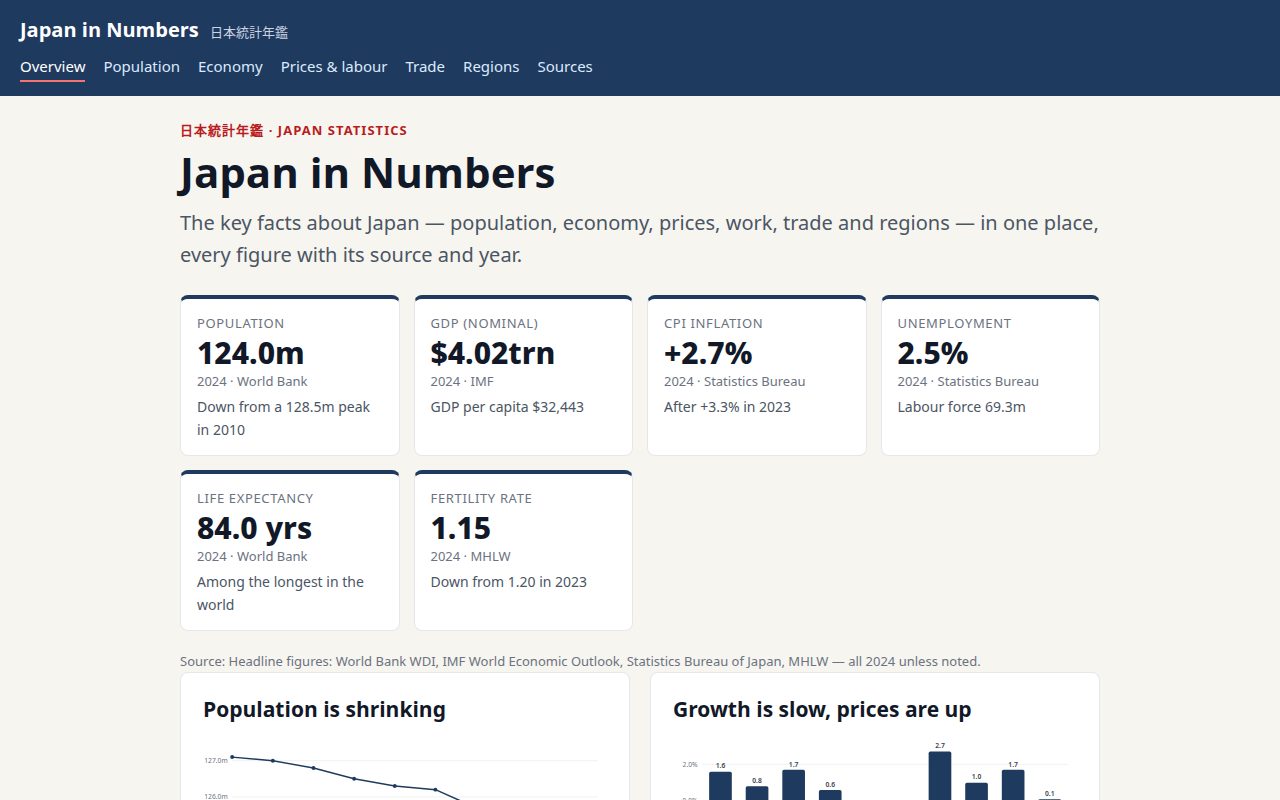 Japan in Numbers 日本統計年鑑
Overview Population Economy Prices & labour Trade Regions Sources
日本統計年鑑 · JAPAN STATISTICS
Japan in Numbers
The key facts about Japan — population, economy, prices, work, trade and regions — in one place,
every figure with its source and year.
POPULATION
124.0m
2024 · World Bank
Down from a 128.5m peak
in 2010
GDP (NOMINAL)
$4.02trn
2024 · IMF
GDP per capita $32,443
CPI INFLATION
+2.7%
2024 · Statistics Bureau
After +3.3% in 2023
UNEMPLOYMENT
2.5%
2024 · Statistics Bureau
Labour force 69.3m
LIFE EXPECTANCY
84.0 yrs
2024 · World Bank
Among the longest in the
world
FERTILITY RATE
1.15
2024 · MHLW
Down from 1.20 in 2023
Source: Headline figures: World Bank WDI, IMF World Economic Outlook, Statistics Bureau of Japan, MHLW — all 2024 unless noted.
Population is shrinking
127.0m
126.0m
Growth is slow, prices are up
2.0%
1.6
0.8
1.7
0.6
2.7
1.0
1.7
0.1